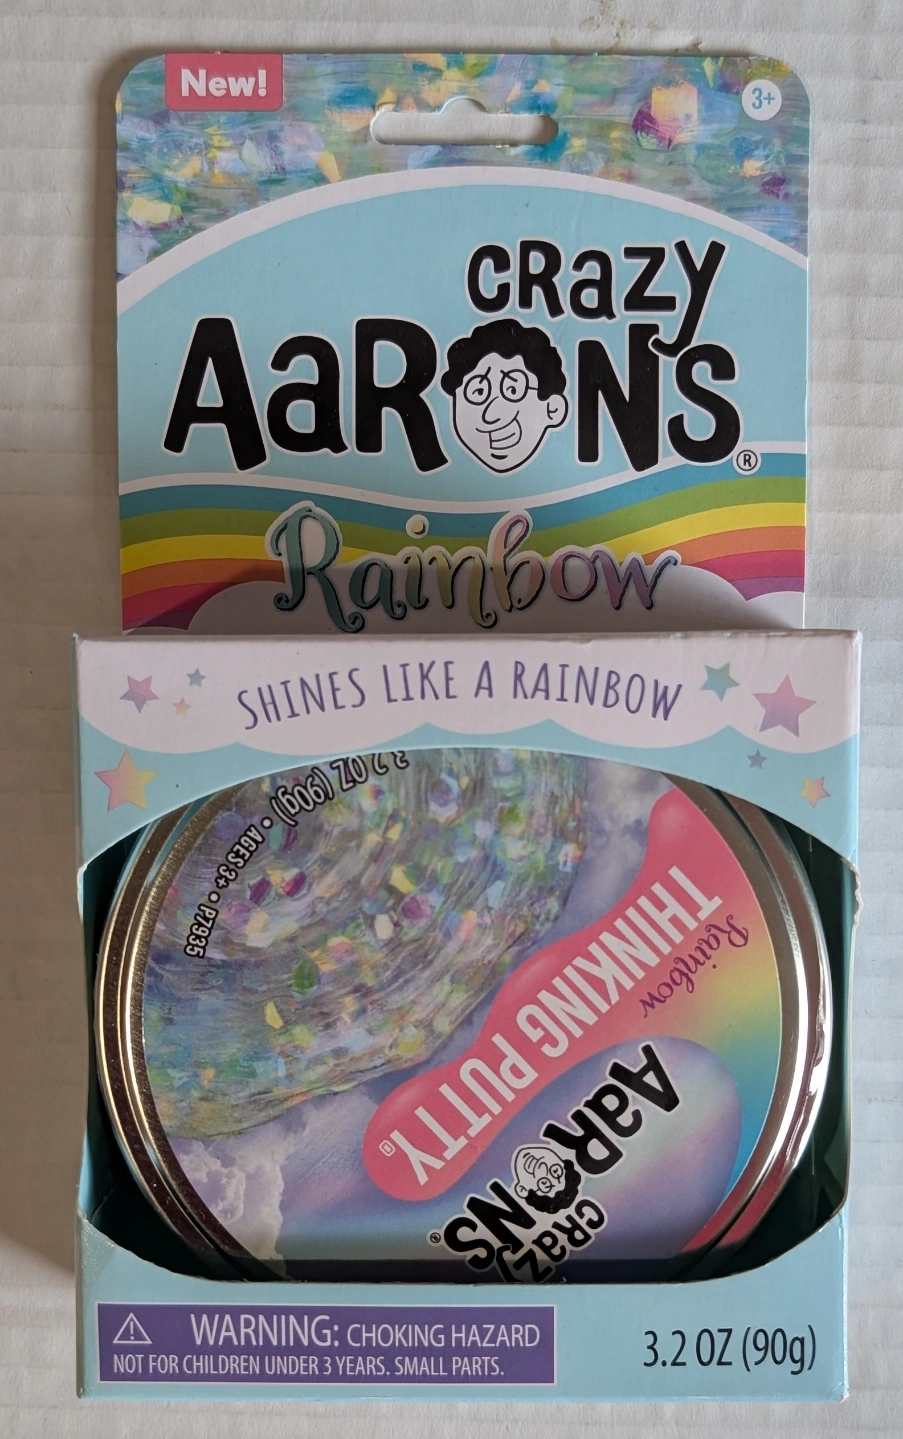 New!
3+
CRazy
AaRONS®
Rainbow
SHINES LIKE A RAINBOW
3.2 OZ (90g) • AGES 3+ • P7935
Rainbow
THINKING PUTTY®
CRazy
AaRONS®
WARNING: CHOKING HAZARD
NOT FOR CHILDREN UNDER 3 YEARS. SMALL PARTS.
3.2 OZ (90g)